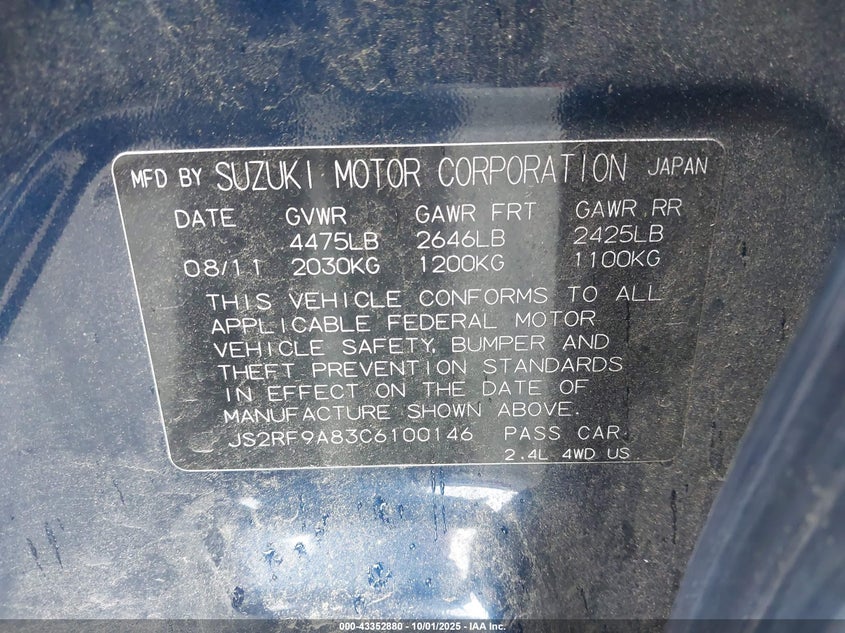 MFD BY SUZUKI MOTOR CORPORATION JAPAN
DATE GVWR GAWR FRT GAWR RR
4475LB 2646LB 2425LB
08/11 2030KG 1200KG 1100KG
THIS VEHICLE CONFORMS TO ALL
APPLICABLE FEDERAL MOTOR
VEHICLE SAFETY, BUMPER AND
THEFT PREVENTION STANDARDS
IN EFFECT ON THE DATE OF
MANUFACTURE SHOWN ABOVE.
JS2RF9A83C6100146 PASS CAR
2.4L 4WD US
000-43352880 - 10/01/2025 - IAA Inc.